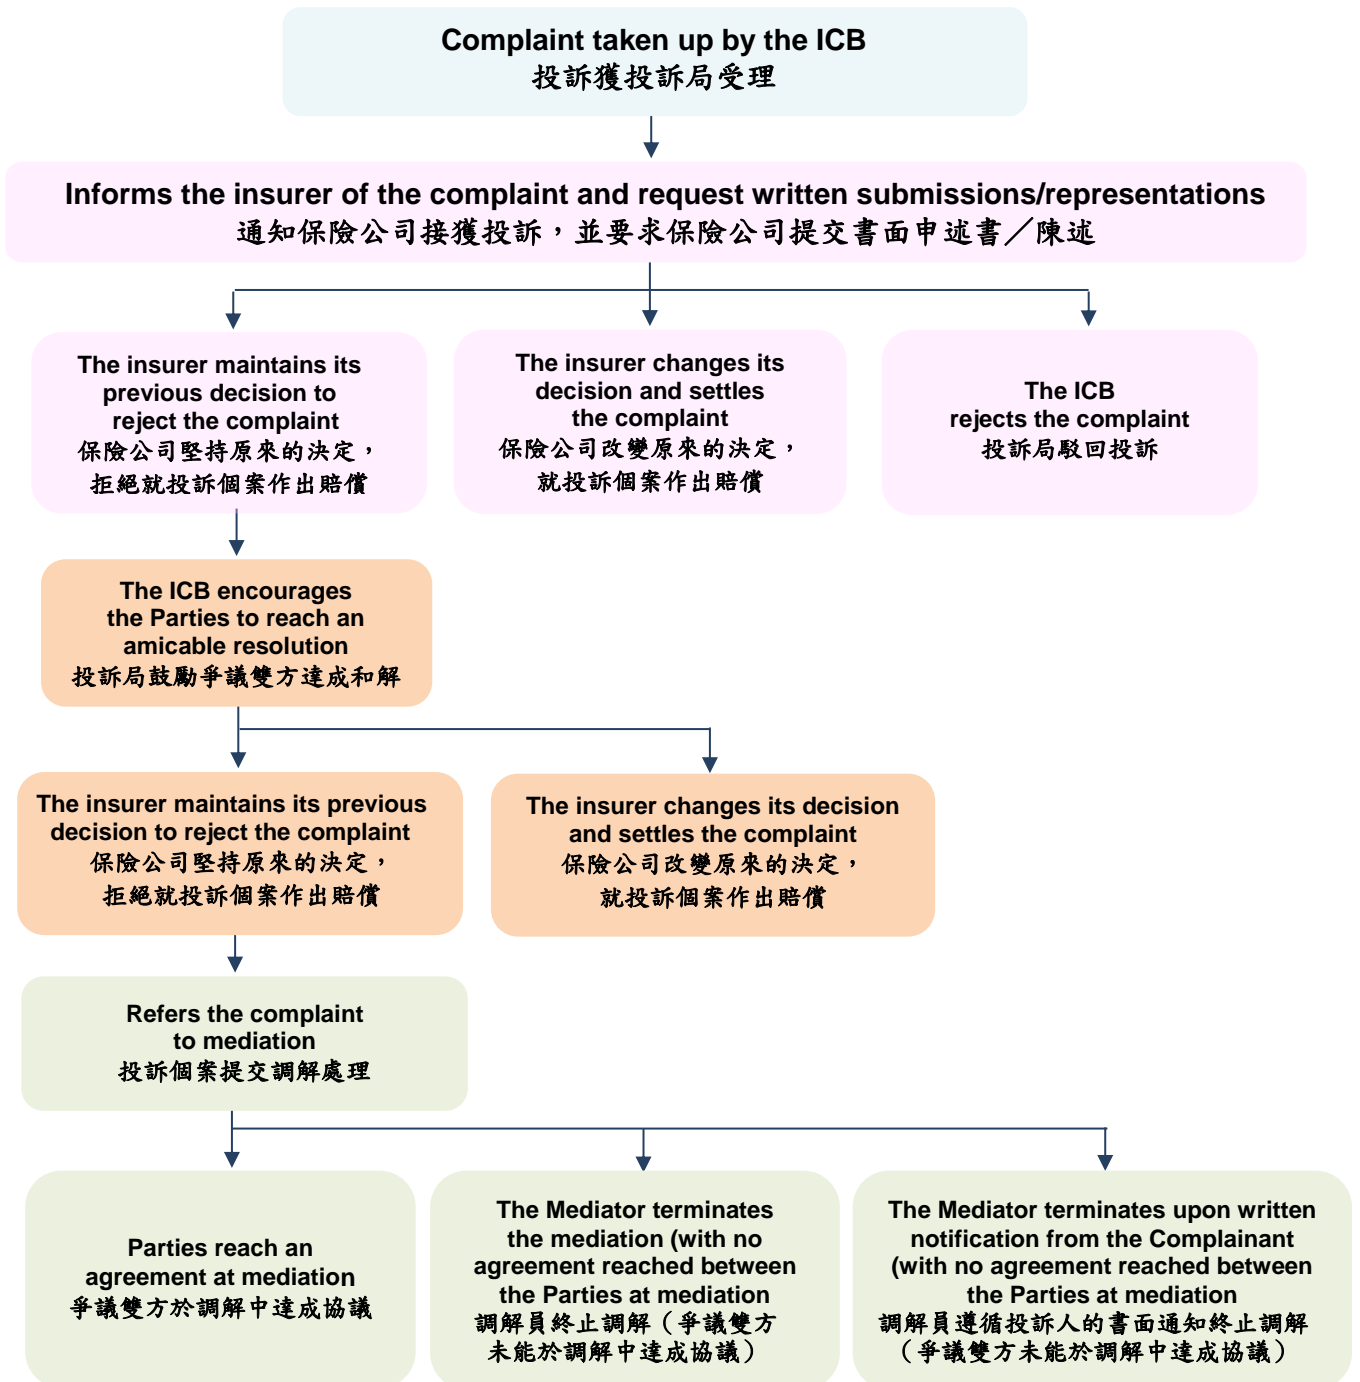 Complaint taken up by the ICB
投訴獲投訴局受理
Informs the insurer of the complaint and request written submissions/representations
通知保險公司接獲投訴，並要求保險公司提交書面申述書／陳述
The insurer maintains its
previous decision to
reject the complaint
保險公司堅持原來的決定，
拒絕就投訴個案作出賠償
The insurer changes its
decision and settles
the complaint
保險公司改變原來的決定，
就投訴個案作出賠償
The ICB
rejects the complaint
投訴局駁回投訴
The ICB encourages
the Parties to reach an
amicable resolution
投訴局鼓勵爭議雙方達成和解
The insurer maintains its previous
decision to reject the complaint
保險公司堅持原來的決定，
拒絕就投訴個案作出賠償
The insurer changes its decision
and settles the complaint
保險公司改變原來的決定，
就投訴個案作出賠償
Refers the complaint
to mediation
投訴個案提交調解處理
Parties reach an
agreement at mediation
爭議雙方於調解中達成協議
The Mediator terminates
the mediation (with no
agreement reached between
the Parties at mediation
調解員終止調解（爭議雙方
未能於調解中達成協議）
The Mediator terminates upon written
notification from the Complainant
(with no agreement reached between
the Parties at mediation
調解員遵循投訴人的書面通知終止調解
（爭議雙方未能於調解中達成協議）